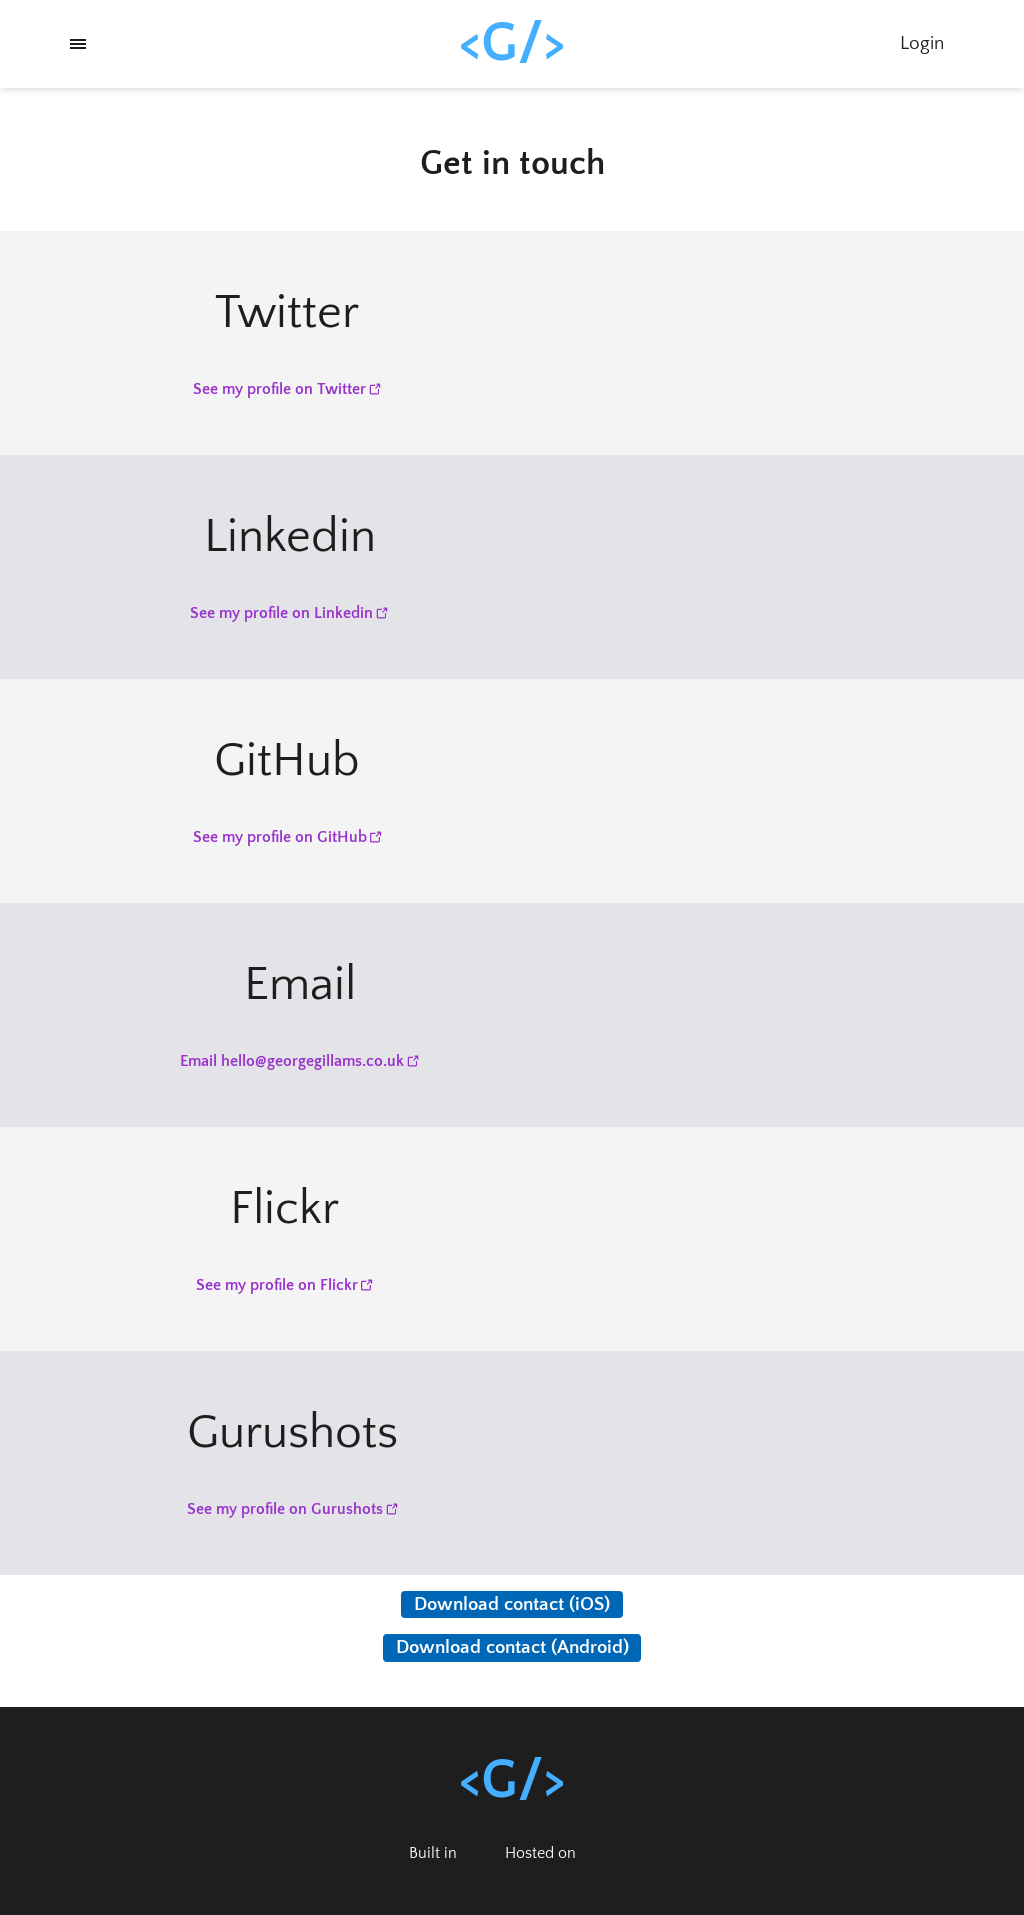 <G/>
Login
Get in touch
Twitter
See my profile on Twitter
Linkedin
See my profile on Linkedin
GitHub
See my profile on GitHub
Email
Email hello@georgegillams.co.uk
Flickr
See my profile on Flickr
Gurushots
See my profile on Gurushots
Download contact (iOS)
Download contact (Android)
<G/>
Built in Hosted on